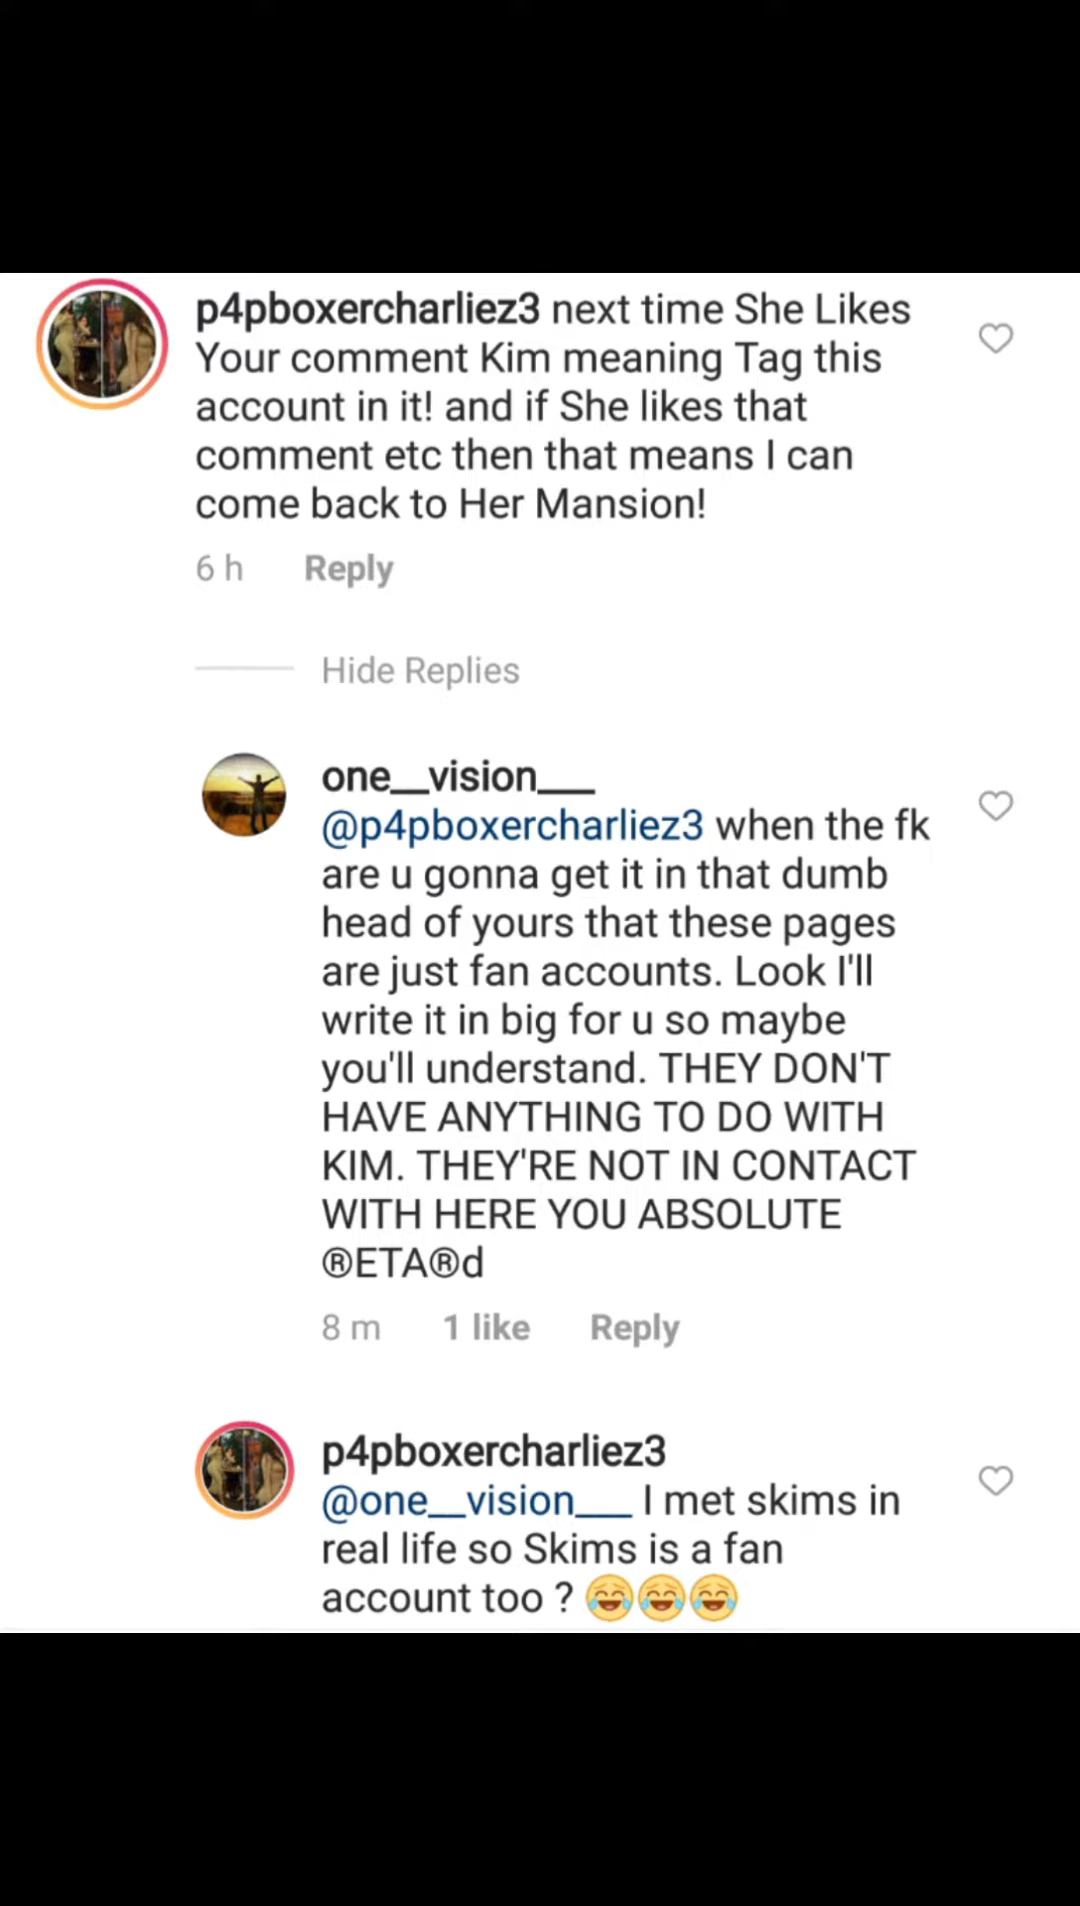 p4pboxercharliez3 next time She Likes
Your comment Kim meaning Tag this
account in it! and if She likes that
comment etc then that means I can
come back to Her Mansion!
6 h Reply
Hide Replies
one__vision___
@p4pboxercharliez3 when the fk
are u gonna get it in that dumb
head of yours that these pages
are just fan accounts. Look I'll
write it in big for u so maybe
you'll understand. THEY DON'T
HAVE ANYTHING TO DO WITH
KIM. THEY'RE NOT IN CONTACT
WITH HERE YOU ABSOLUTE
®ETA®d
8 m 1 like Reply
p4pboxercharliez3
@one__vision___ I met skims in
real life so Skims is a fan
account too ? 😂😂😂